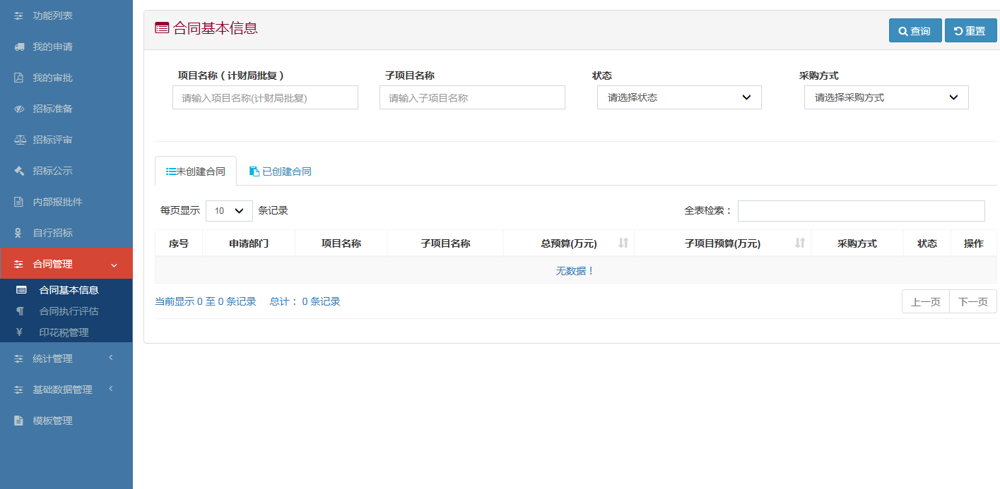 功能列表
我的申请
我的审批
招标准备
招标评审
招标公示
内部报批件
自行招标
合同管理
合同基本信息
合同执行评估
¥ 印花税管理
统计管理
基础数据管理
模板管理
合同基本信息
查询 重置
项目名称（计财局批复） 子项目名称 状态 采购方式
请输入项目名称(计财局批复) 请输入子项目名称 请选择状态 请选择采购方式
未创建合同 已创建合同
每页显示 10 条记录 全表检索：
序号 申请部门 项目名称 子项目名称 总预算(万元) 子项目预算(万元) 采购方式 状态 操作
无数据！
当前显示 0 至 0 条记录 总计： 0 条记录 上一页 下一页